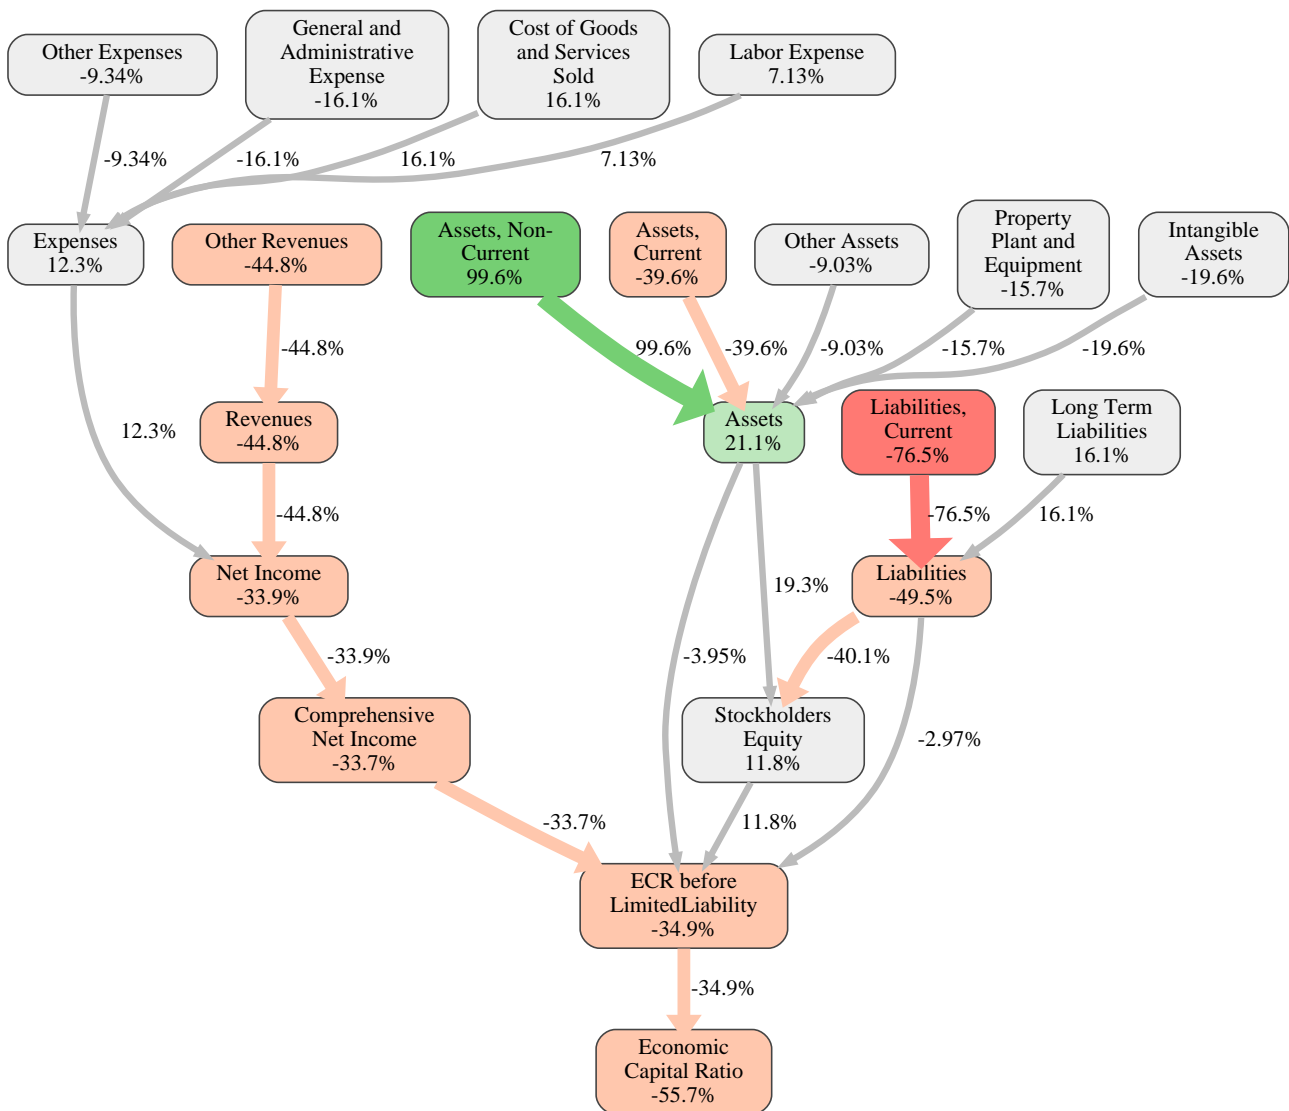 Other Expenses
-9.34%
General and
Administrative
Expense
-16.1%
Cost of Goods
and Services
Sold
16.1%
Labor Expense
7.13%
-9.34%
-16.1%
16.1%
7.13%
Expenses
12.3%
Other Revenues
-44.8%
Assets, Non-
Current
99.6%
Assets,
Current
-39.6%
Other Assets
-9.03%
Property
Plant and
Equipment
-15.7%
Intangible
Assets
-19.6%
-44.8%
99.6%
-39.6%
-9.03%
-15.7%
-19.6%
12.3%
Revenues
-44.8%
Assets
21.1%
Liabilities,
Current
-76.5%
Long Term
Liabilities
16.1%
-44.8%
-76.5%
16.1%
Net Income
-33.9%
19.3%
Liabilities
-49.5%
-33.9%
-3.95%
-40.1%
Comprehensive
Net Income
-33.7%
Stockholders
Equity
11.8%
-2.97%
-33.7%
11.8%
ECR before
LimitedLiability
-34.9%
-34.9%
Economic
Capital Ratio
-55.7%